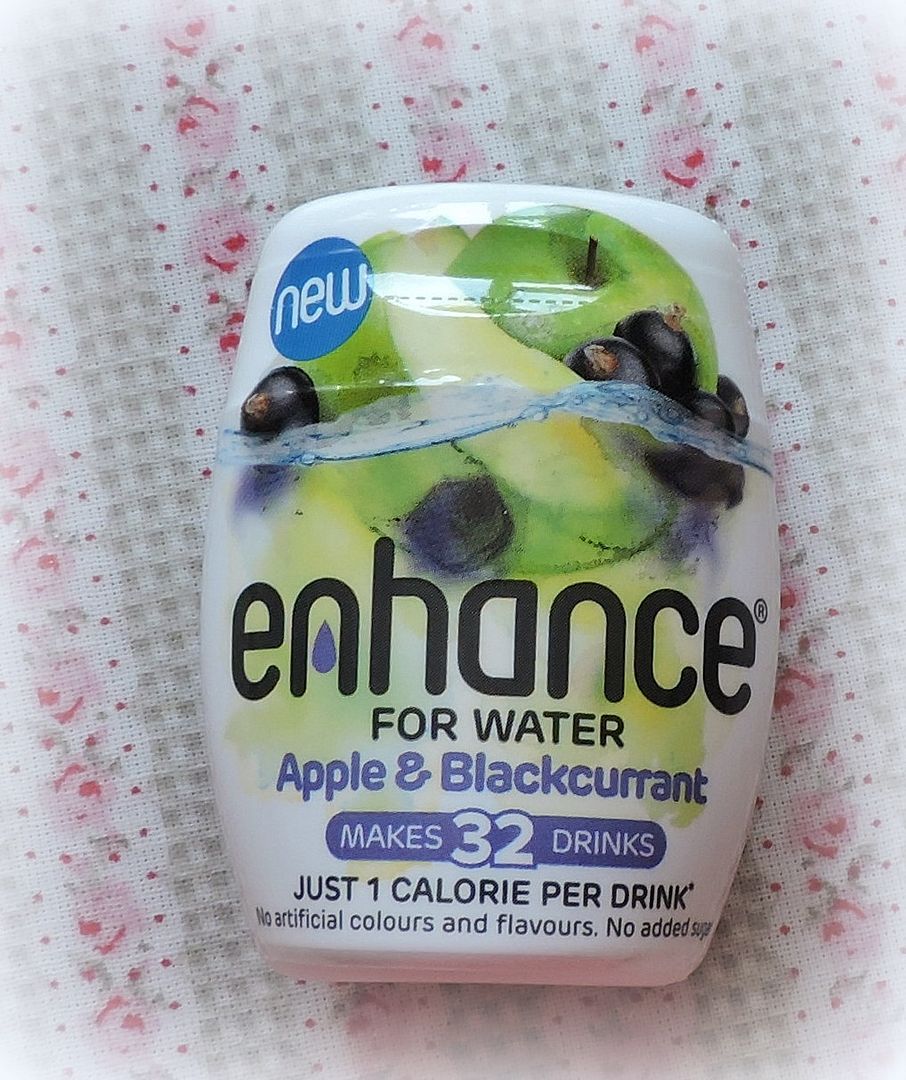 new
enhance®
FOR WATER
Apple & Blackcurrant
MAKES 32 DRINKS
JUST 1 CALORIE PER DRINK*
No artificial colours and flavours. No added sugar